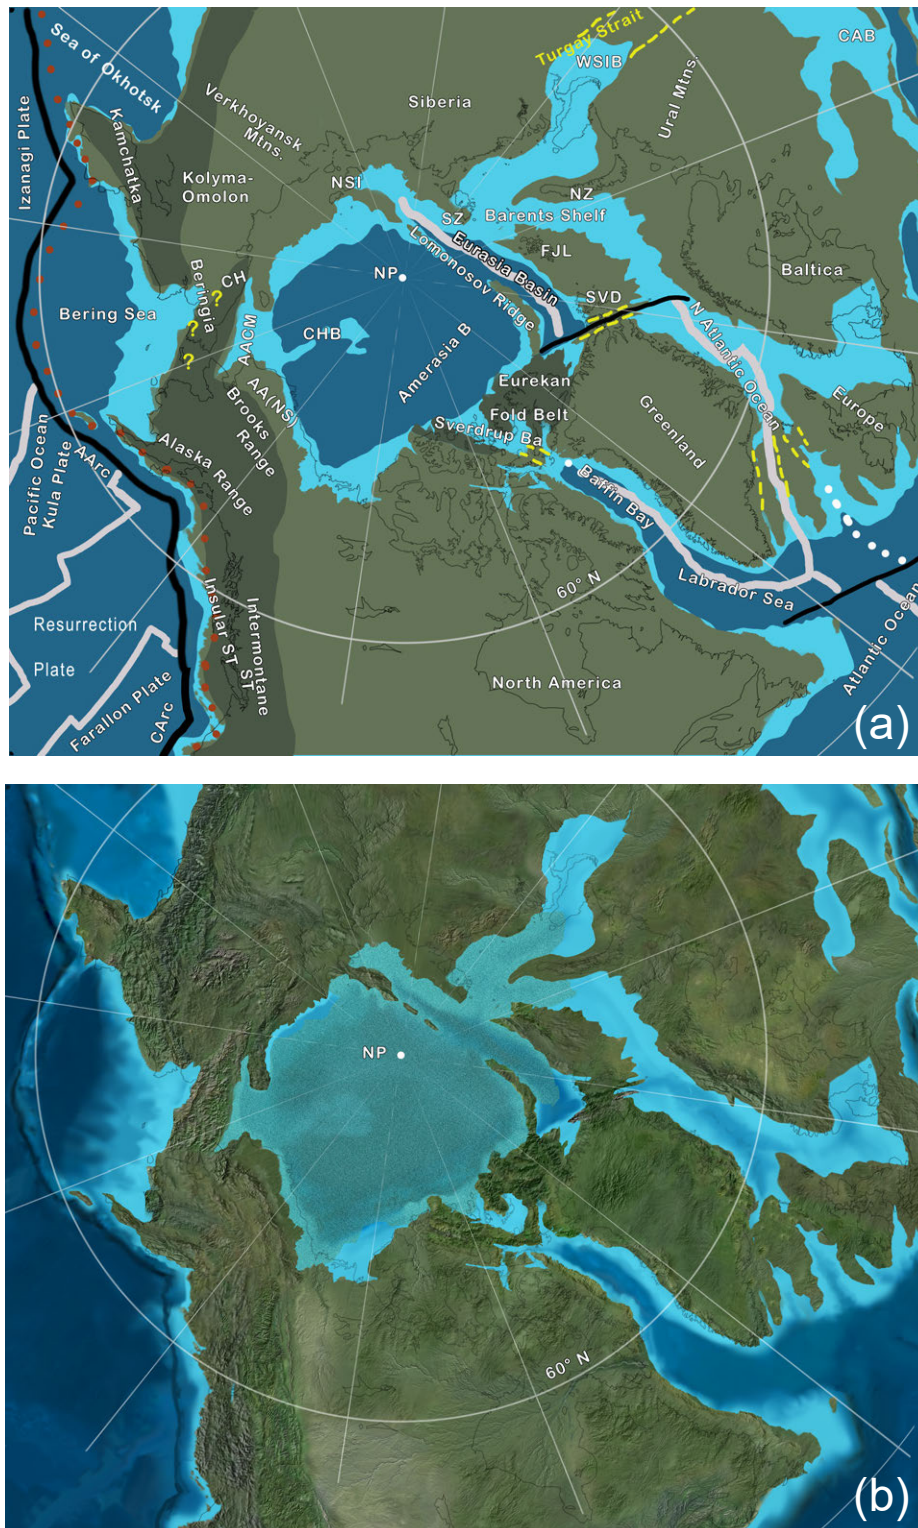 Sea of Okhotsk
Turgay Strait
WSIB
CAB
Izanagi Plate
Kamchatka
Verkhoyansk
Mtns.
Siberia
Ural Mtns.
Kolyma-
Omolon
NSI
SZ
NZ
Barents Shelf
FJL
Eurasia Basin
Lomonosov Ridge
NP
Baltica
SVD
CH
Beringia
?
?
?
Bering Sea
AACM
CHB
Amerasia B
N Atlantic Ocean
Europe
Eurekan
Fold Belt
Greenland
AA(NS)
Brooks
Range
Sverdrup Ba
Alaska Range
AArc
Pacific Ocean
Kula Plate
Baffin Bay
Labrador Sea
60° N
Atlantic Ocean
Insular ST
Intermontane
ST
Resurrection
Plate
Farallon Plate
CArc
North America
(a)
NP
60° N
(b)